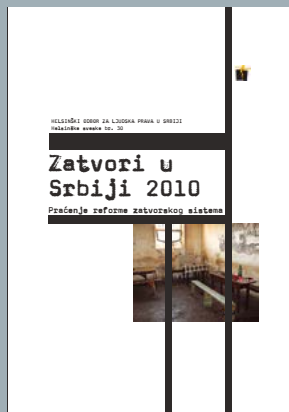 HELSINŠKI ODBOR ZA LJUDSKA PRAVA U SRBIJI
Helsinške sveske br. 30
Zatvori u
Srbiji 2010
Praćenje reforme zatvorskog sistema